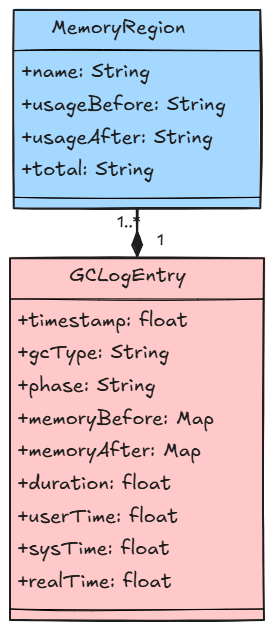 MemoryRegion
+name: String
+usageBefore: String
+usageAfter: String
+total: String
1..*
1
GCLogEntry
+timestamp: float
+gcType: String
+phase: String
+memoryBefore: Map
+memoryAfter: Map
+duration: float
+userTime: float
+sysTime: float
+realTime: float